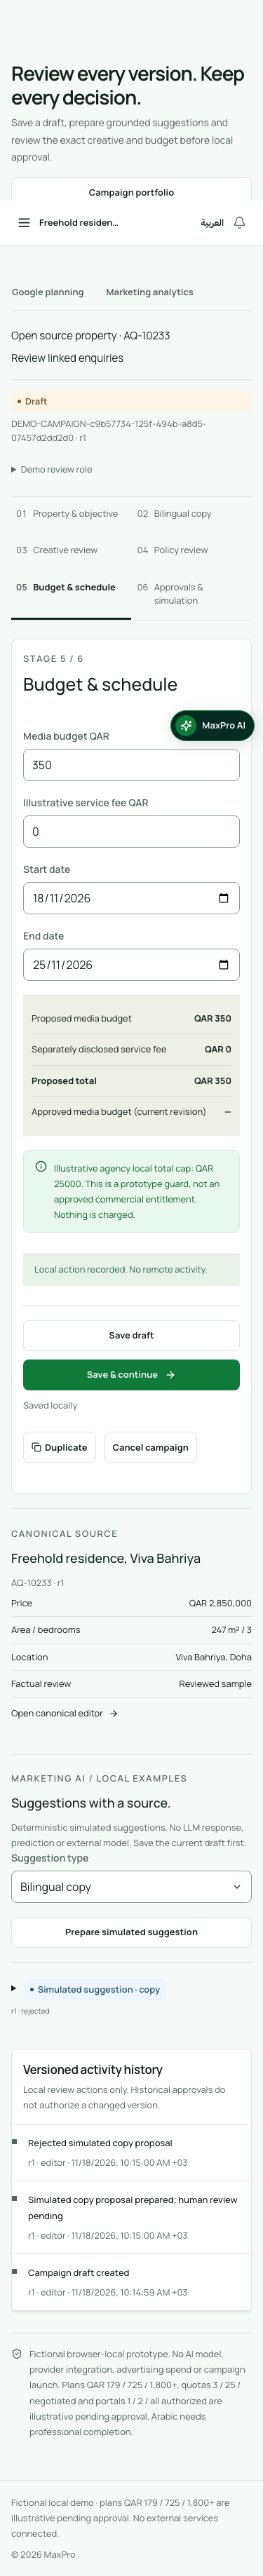 Review every version. Keep
every decision.
Save a draft, prepare grounded suggestions and
review the exact creative and budget before local
approval.
Campaign portfolio
Freehold residen...
العربية
Google planning
Marketing analytics
Open source property · AQ-10233
Review linked enquiries
Draft
DEMO-CAMPAIGN-c9b57734-125f-494b-a8d5-
07457d2dd2d0 · r1
Demo review role
01 Property & objective
02 Bilingual copy
03 Creative review
04 Policy review
05 Budget & schedule
06 Approvals &
simulation
STAGE 5 / 6
Budget & schedule
MaxPro AI
Media budget QAR
350
Illustrative service fee QAR
0
Start date
18/11/2026
End date
25/11/2026
Proposed media budget QAR 350
Separately disclosed service fee QAR 0
Proposed total QAR 350
Approved media budget (current revision) —
Illustrative agency local total cap: QAR
25000. This is a prototype guard, not an
approved commercial entitlement.
Nothing is charged.
Local action recorded. No remote activity.
Save draft
Save & continue →
Saved locally
Duplicate
Cancel campaign
CANONICAL SOURCE
Freehold residence, Viva Bahriya
AQ-10233 · r1
Price QAR 2,850,000
Area / bedrooms 247 m² / 3
Location Viva Bahriya, Doha
Factual review Reviewed sample
Open canonical editor →
MARKETING AI / LOCAL EXAMPLES
Suggestions with a source.
Deterministic simulated suggestions. No LLM response,
prediction or external model. Save the current draft first.
Suggestion type
Bilingual copy
Prepare simulated suggestion
Simulated suggestion · copy
r1 · rejected
Versioned activity history
Local review actions only. Historical approvals do
not authorize a changed version.
Rejected simulated copy proposal
r1 · editor · 11/18/2026, 10:15:00 AM +03
Simulated copy proposal prepared; human review
pending
r1 · editor · 11/18/2026, 10:15:00 AM +03
Campaign draft created
r1 · editor · 11/18/2026, 10:14:59 AM +03
Fictional browser-local prototype. No AI model,
provider integration, advertising spend or campaign
launch. Plans QAR 179 / 725 / 1,800+, quotas 3 / 25 /
negotiated and portals 1 / 2 / all authorized are
illustrative pending approval. Arabic needs
professional completion.
Fictional local demo · plans QAR 179 / 725 / 1,800+ are
illustrative pending approval. No external services
connected.
© 2026 MaxPro